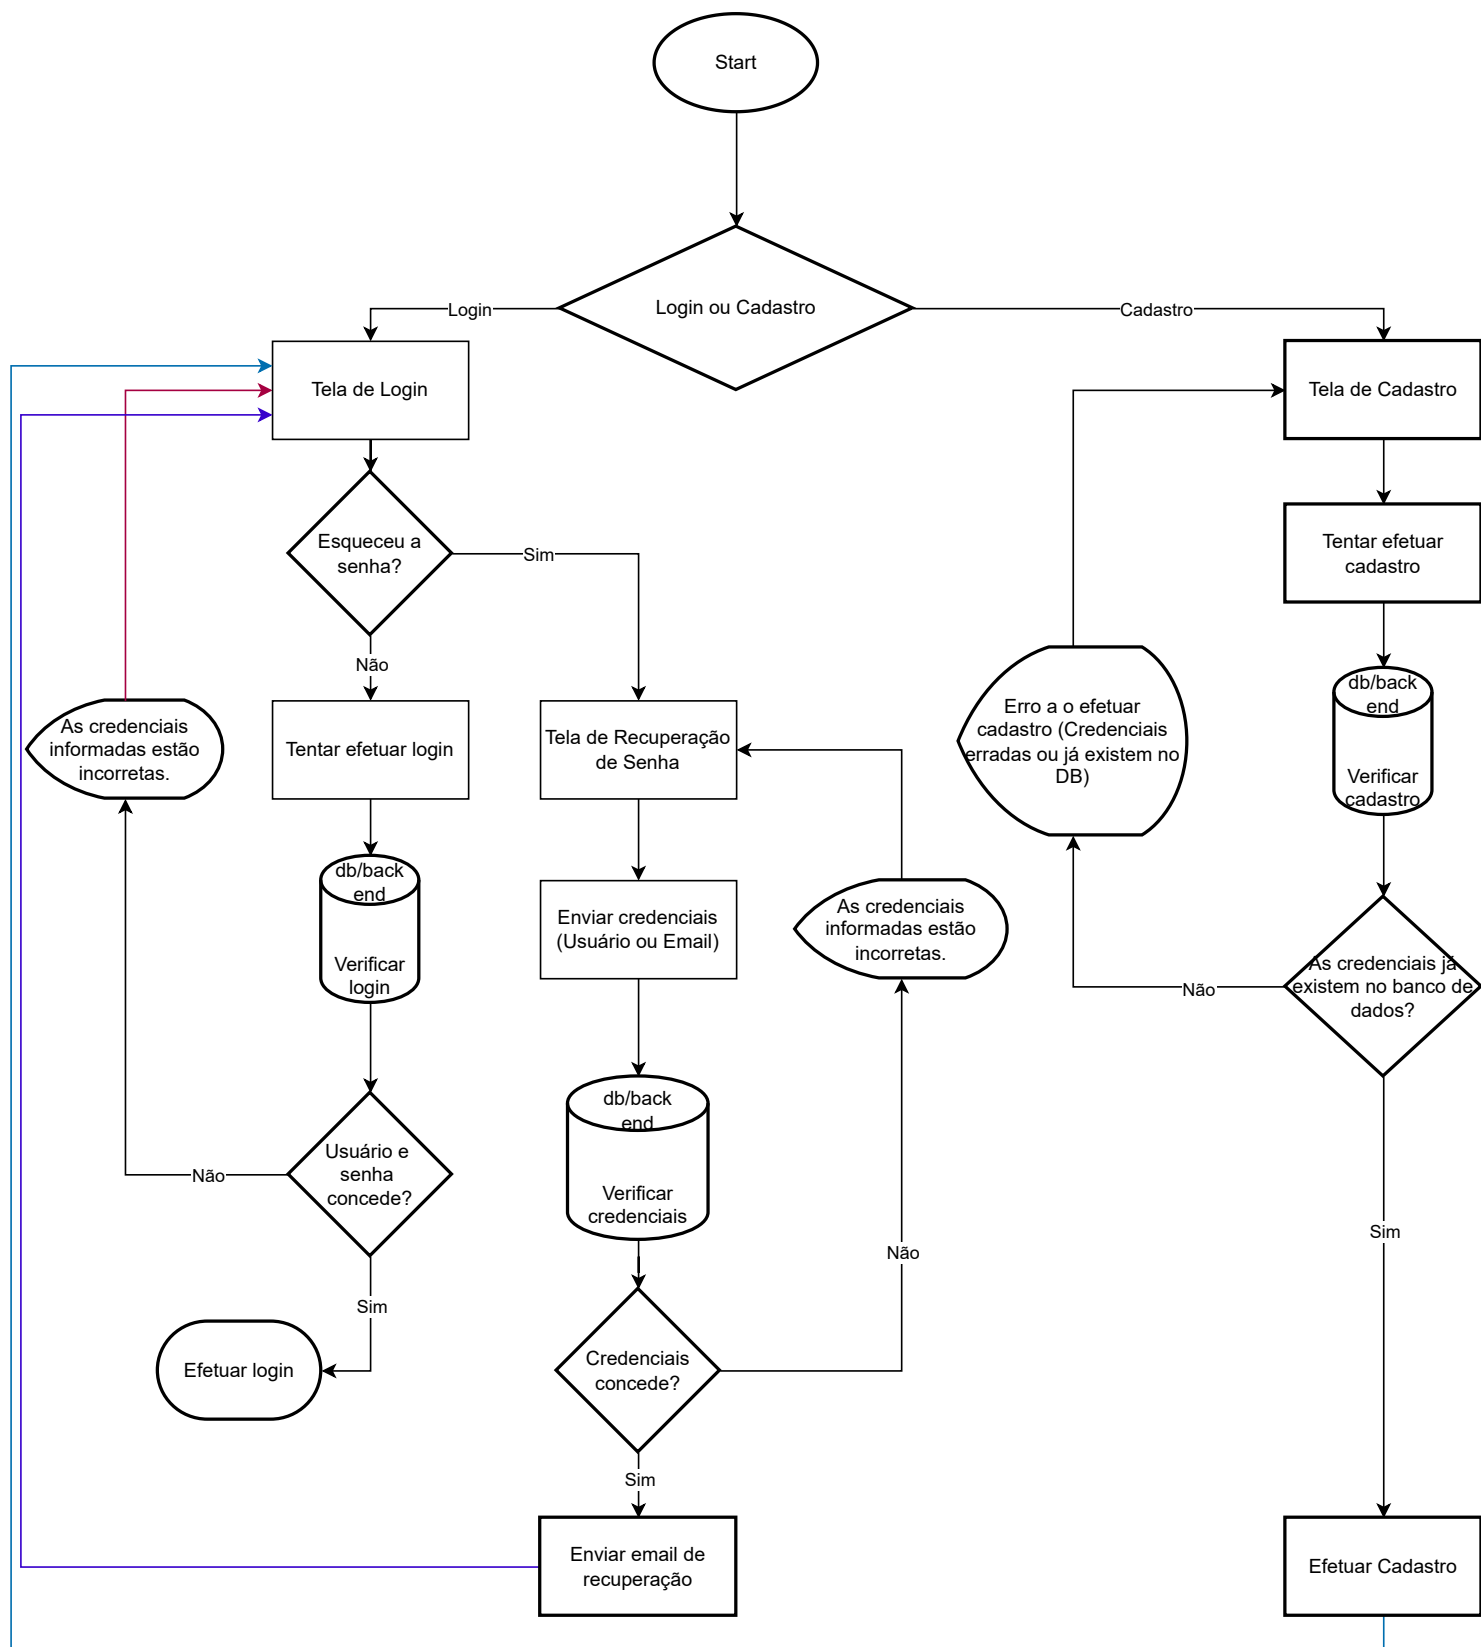 Start
Login ou Cadastro
Login
Cadastro
Tela de Login
Tela de Cadastro
Esqueceu a
senha?
Sim
Não
Tentar efetuar
cadastro
As credenciais
informadas estão
incorretas.
Tentar efetuar login
Tela de Recuperação
de Senha
Erro a o efetuar
cadastro (Credenciais
erradas ou já existem no
DB)
db/back
end
Verificar
cadastro
db/back
end
Verificar
login
Enviar credenciais
(Usuário ou Email)
As credenciais
informadas estão
incorretas.
As credenciais já
existem no banco de
dados?
Não
Usuário e
senha
concede?
Não
Sim
db/back
end
Verificar
credenciais
Não
Sim
Efetuar login
Credenciais
concede?
Sim
Enviar email de
recuperação
Efetuar Cadastro